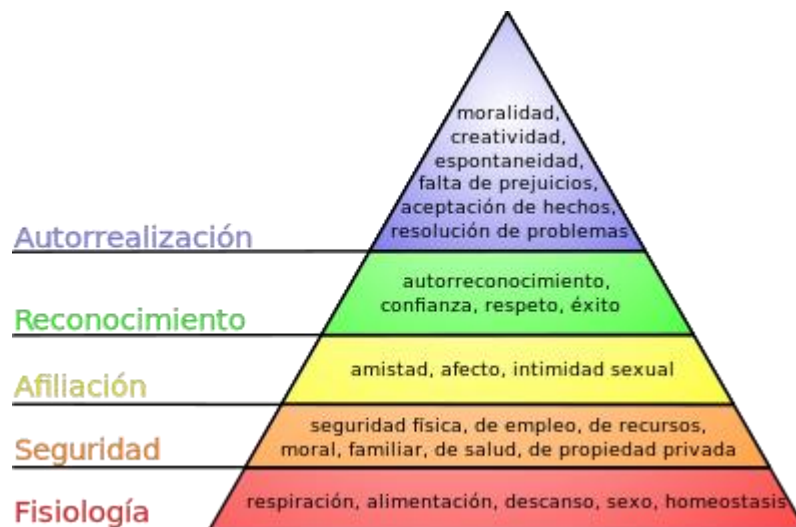 moralidad,
creatividad,
espontaneidad,
falta de prejuicios,
aceptación de hechos,
resolución de problemas
Autorrealización
autorreconocimiento,
confianza, respeto, éxito
Reconocimiento
amistad, afecto, intimidad sexual
Afiliación
seguridad física, de empleo, de recursos,
moral, familiar, de salud, de propiedad privada
Seguridad
respiración, alimentación, descanso, sexo, homeostasis
Fisiología